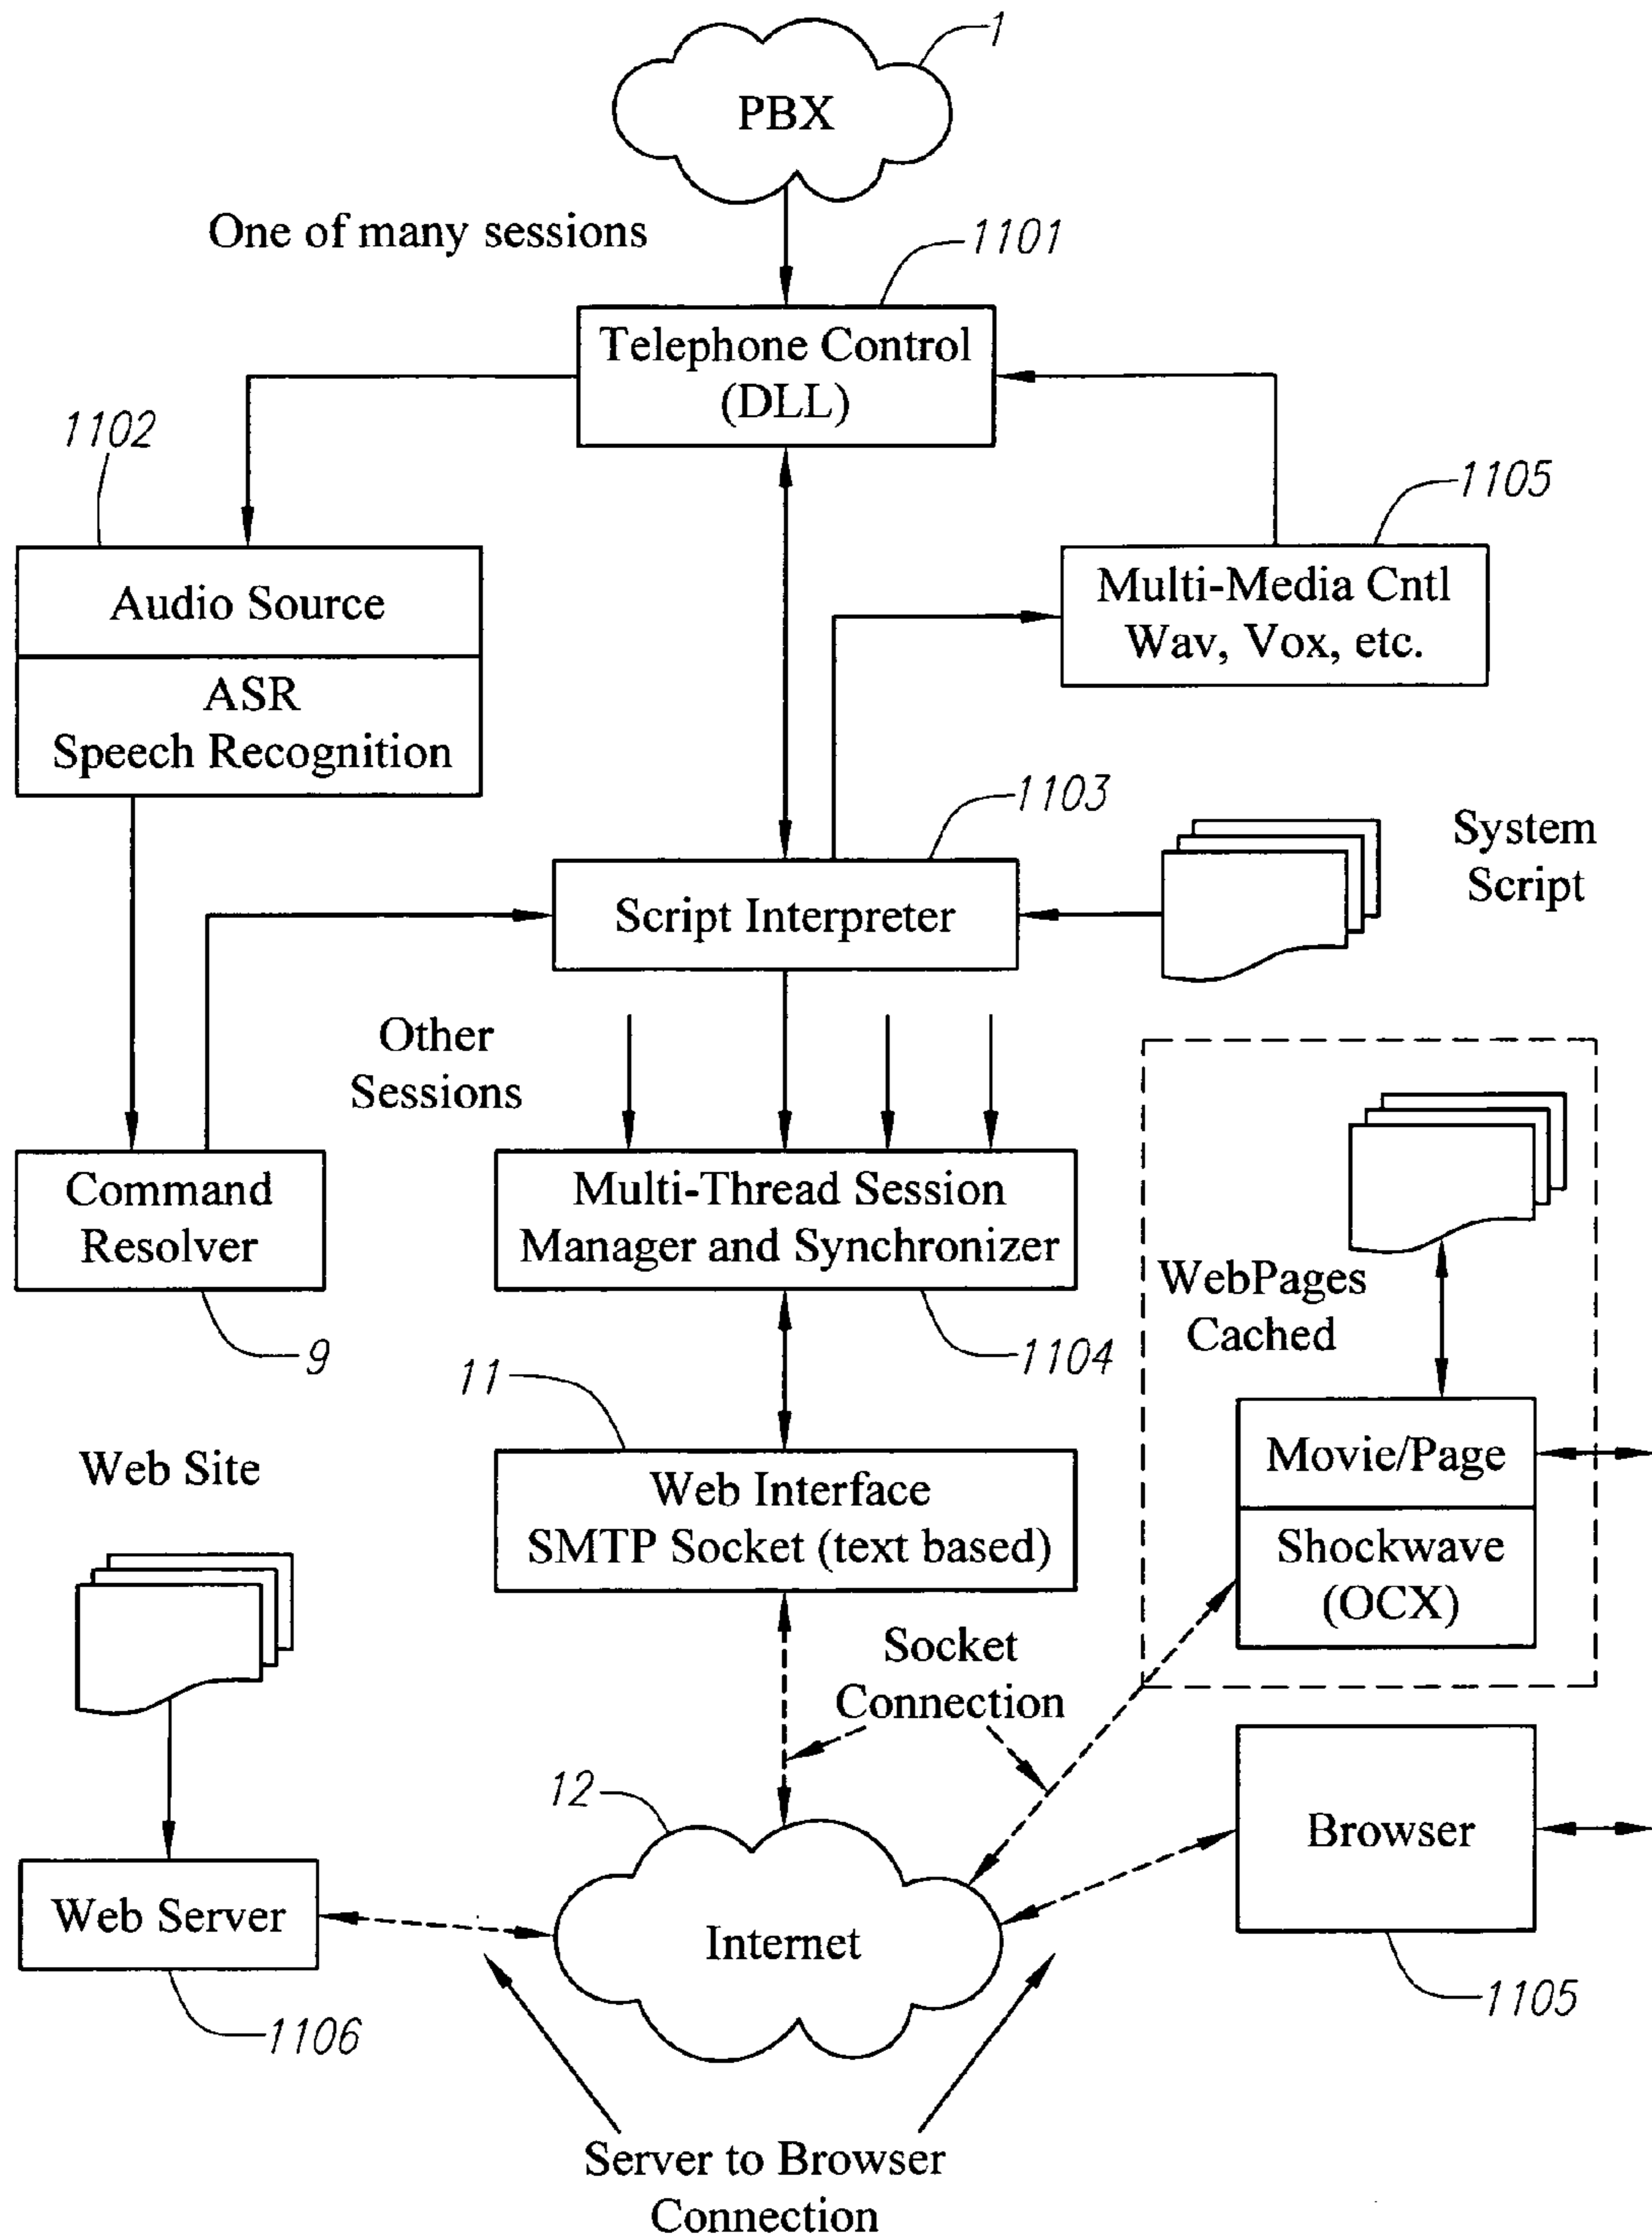 1
PBX
One of many sessions
1101
Telephone Control
(DLL)
1102
1105
Audio Source
Multi-Media Cntl
Wav, Vox, etc.
ASR
Speech Recognition
1103
System
Script
Script Interpreter
Other
Sessions
Command
Resolver
Multi-Thread Session
Manager and Synchronizer
WebPages
Cached
9
1104
11
Web Site
Movie/Page
Web Interface
SMTP Socket (text based)
Shockwave
(OCX)
Socket
Connection
12
Browser
Web Server
Internet
1105
1106
Server to Browser
Connection